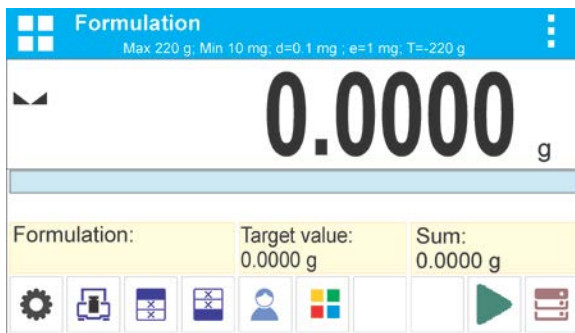 Formulation
Max 220 g; Min 10 mg; d=0.1 mg ; e=1 mg; T=-220 g
0.0000 g
Formulation:
Target value:
0.0000 g
Sum:
0.0000 g